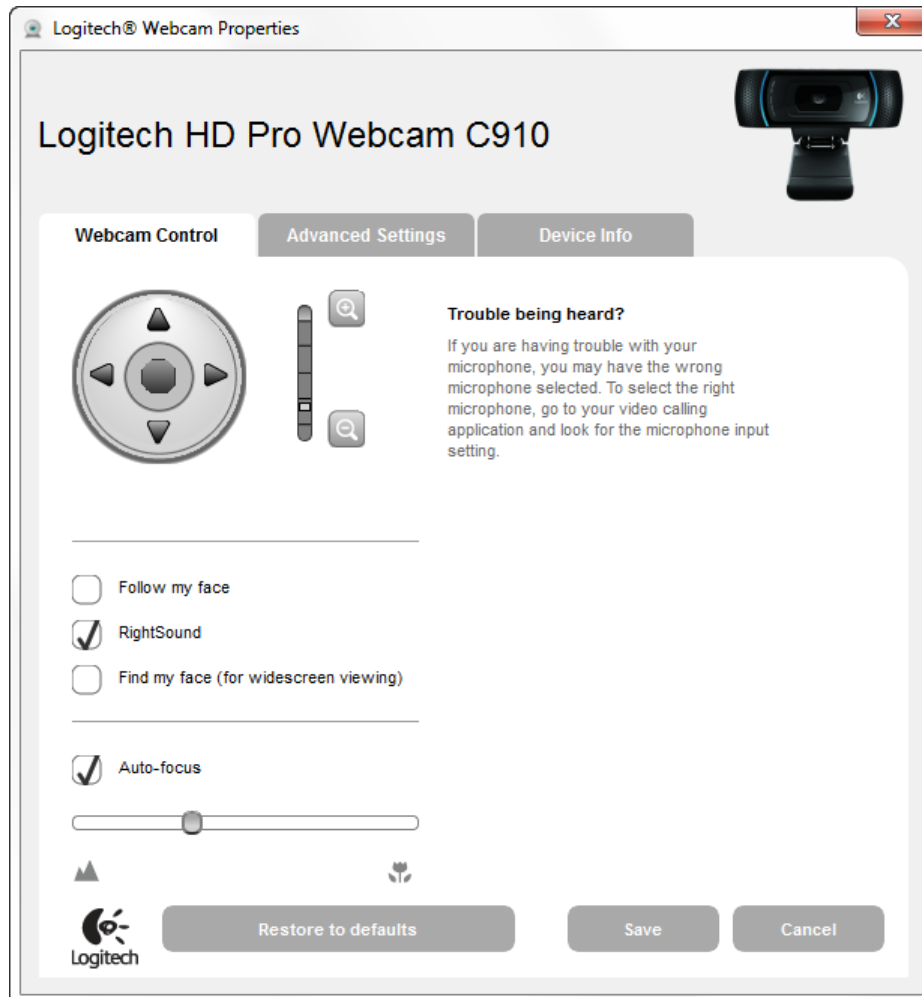 Logitech® Webcam Properties
Logitech HD Pro Webcam C910
Webcam Control
Advanced Settings
Device Info
Trouble being heard?
If you are having trouble with your
microphone, you may have the wrong
microphone selected. To select the right
microphone, go to your video calling
application and look for the microphone input
setting.
Follow my face
RightSound
Find my face (for widescreen viewing)
Auto-focus
Logitech
Restore to defaults
Save
Cancel